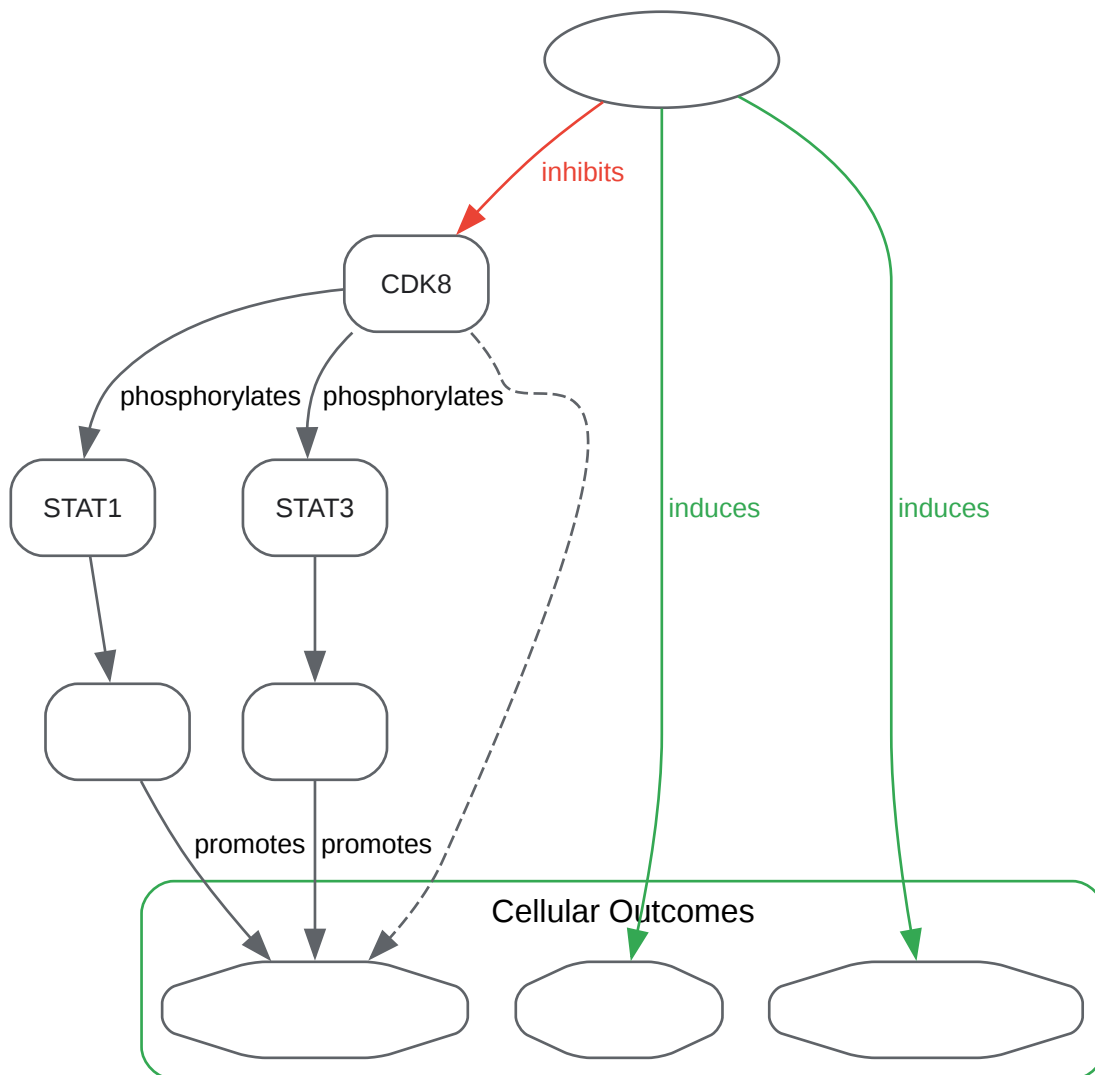 inhibits
CDK8
phosphorylates
phosphorylates
STAT1
STAT3
induces
induces
promotes
promotes
Cellular Outcomes